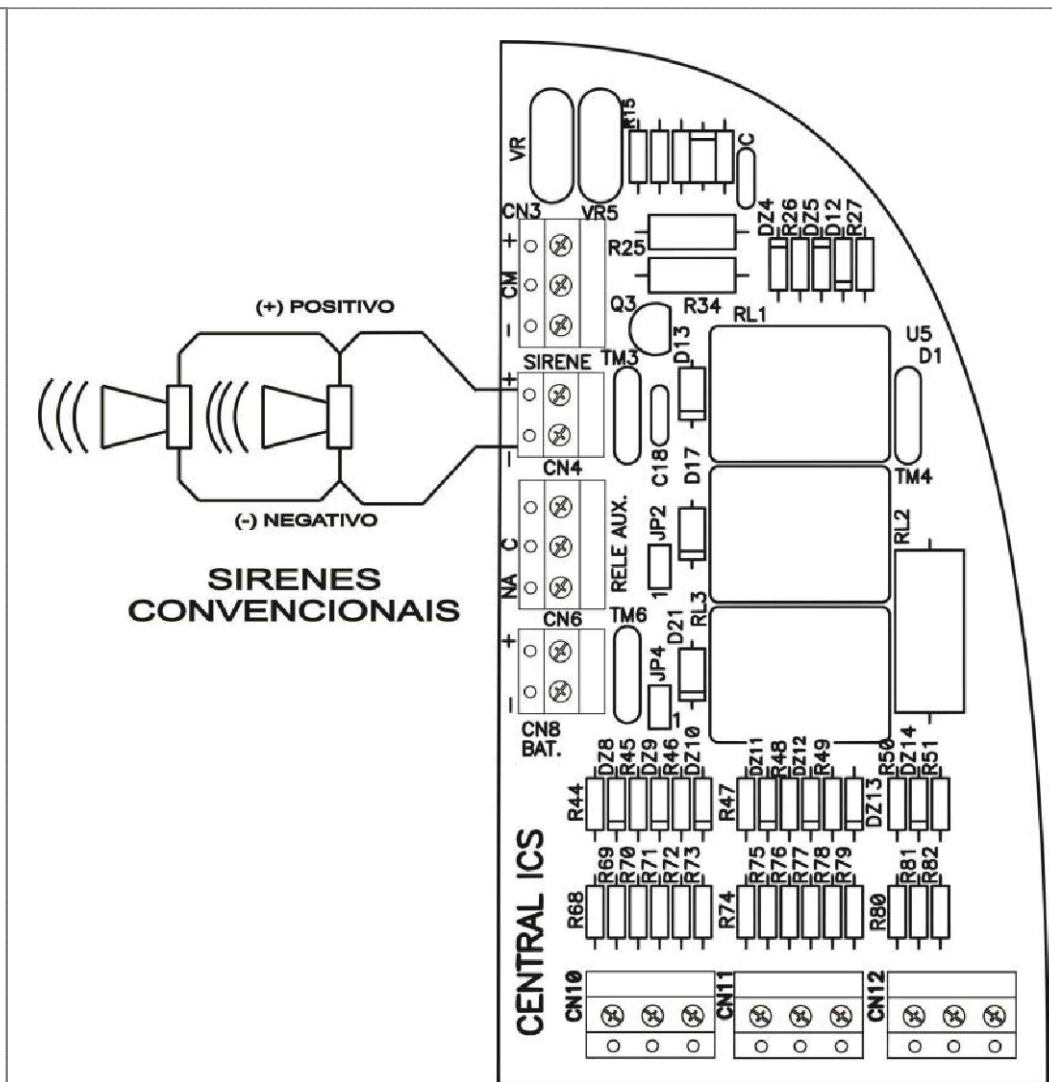 VR
R15
C
CN3
VR5
+
CM
−
R25
R34
DZ4
R26
DZ5
D12
R27
Q3
RL1
U5
D1
(+) POSITIVO
SIRENE
+
−
TM3
D13
CN4
C18
D17
TM4
(-) NEGATIVO
SIRENES
CONVENCIONAIS
C
NA
RELE AUX.
JP2
1
RL2
RL3
CN6
TM6
D21
JP4
1
+
−
CN8
BAT.
R44
DZ8
R45
DZ9
R46
DZ10
R47
DZ11
R48
DZ12
R49
DZ13
R50
DZ14
R51
CENTRAL ICS
R68
R69
R70
R71
R72
R73
R74
R75
R76
R77
R78
R79
R80
R81
R82
CN10
CN11
CN12